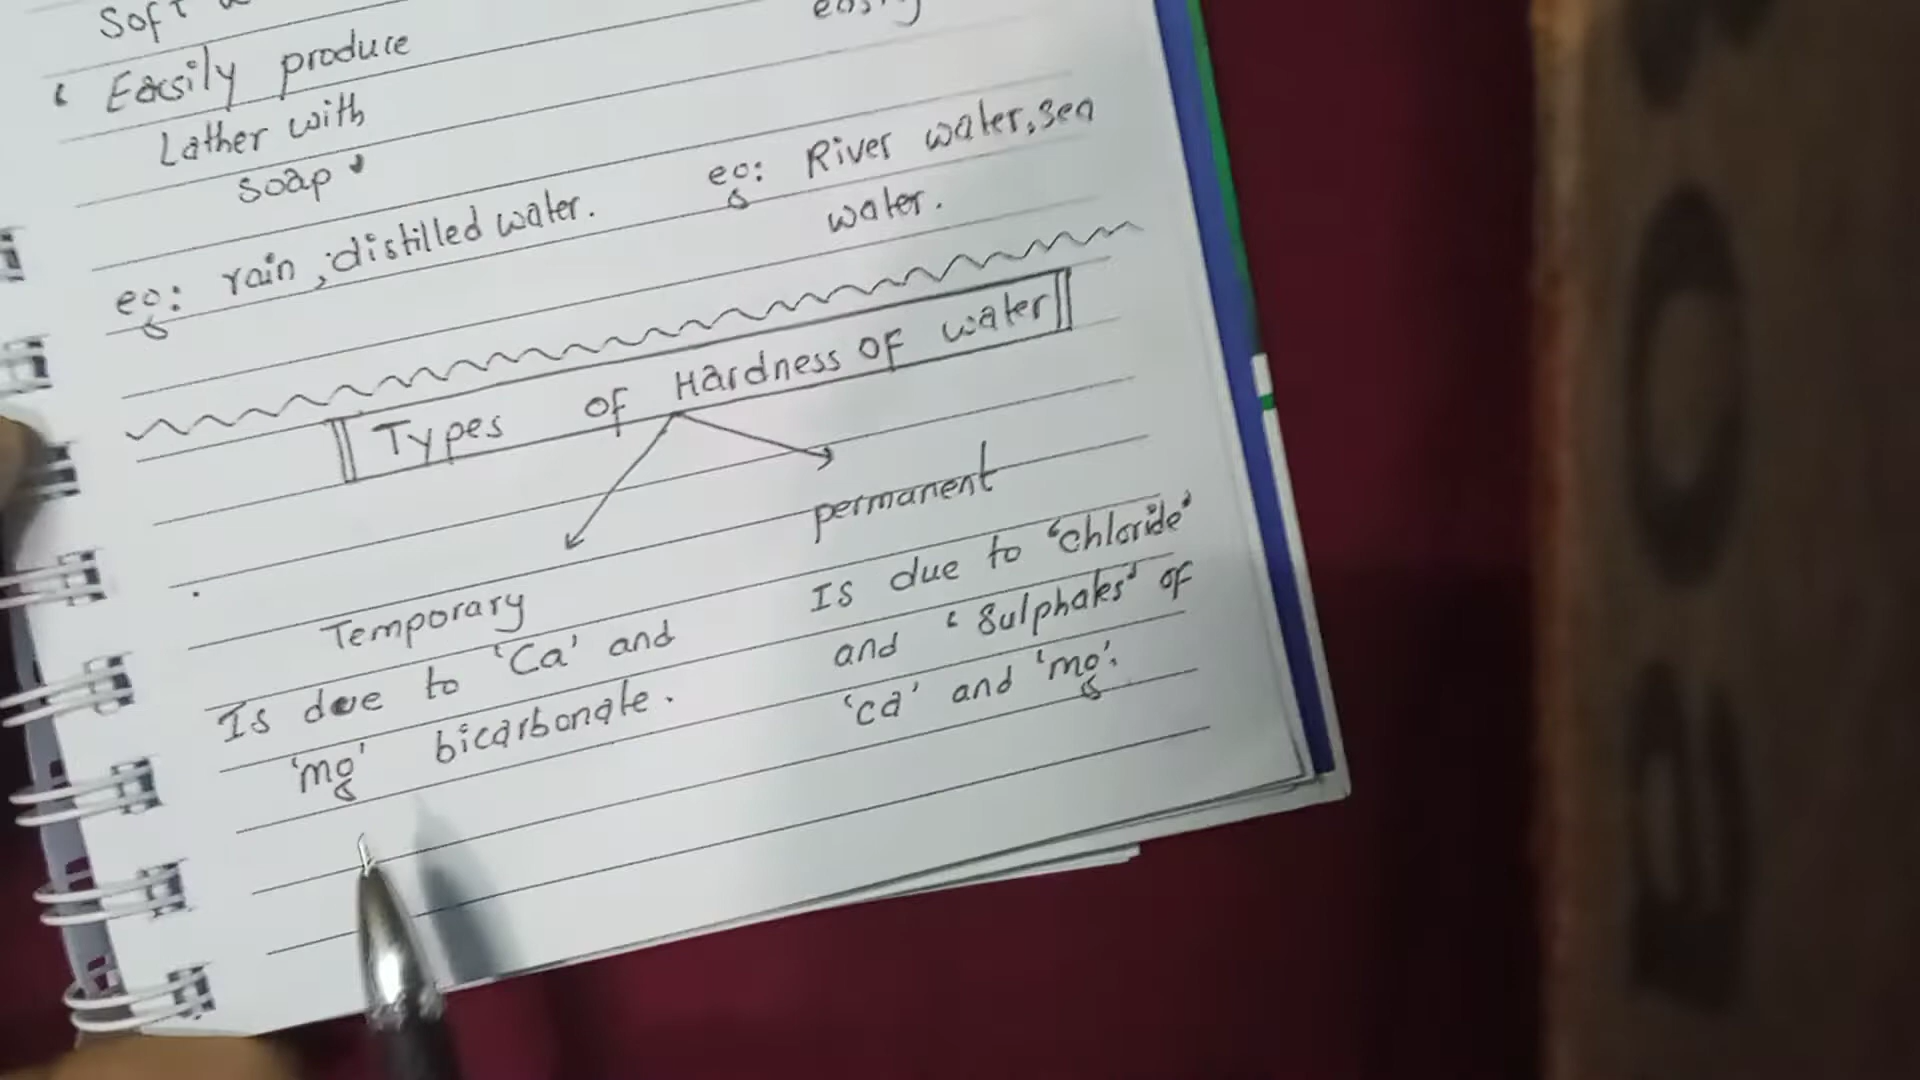 Soft
‘ Easily produce
Lather with
soap’
eg: rain, distilled water.
easily
eg: River water, sea
water.
Types of Hardness of water
Temporary
Is due to ‘Ca’ and
‘mg’ bicarbonate.
permanent
Is due to ‘chloride’
and ‘Sulphates’ of
‘ca’ and ‘mg’.